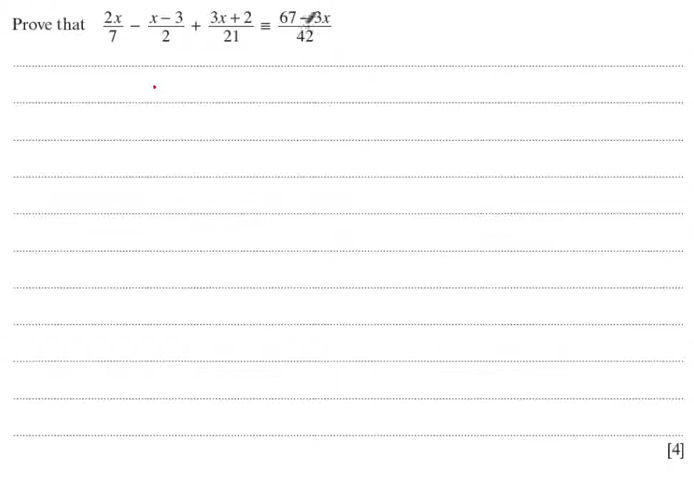 Prove that 2x/7 − (x − 3)/2 + (3x + 2)/21 ≡ (67 − 3x)/42
[4]